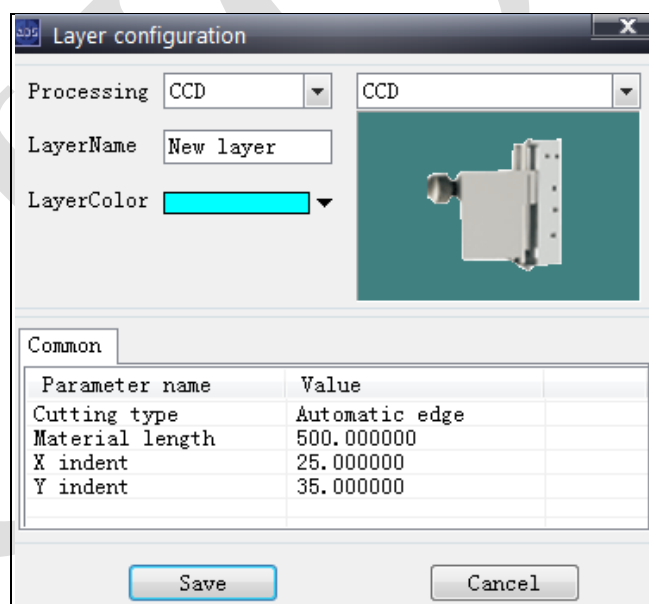 ADS Layer configuration X
Processing CCD CCD
LayerName New layer
LayerColor
Common
Parameter name Value
Cutting type Automatic edge
Material length 500.000000
X indent 25.000000
Y indent 35.000000
Save Cancel